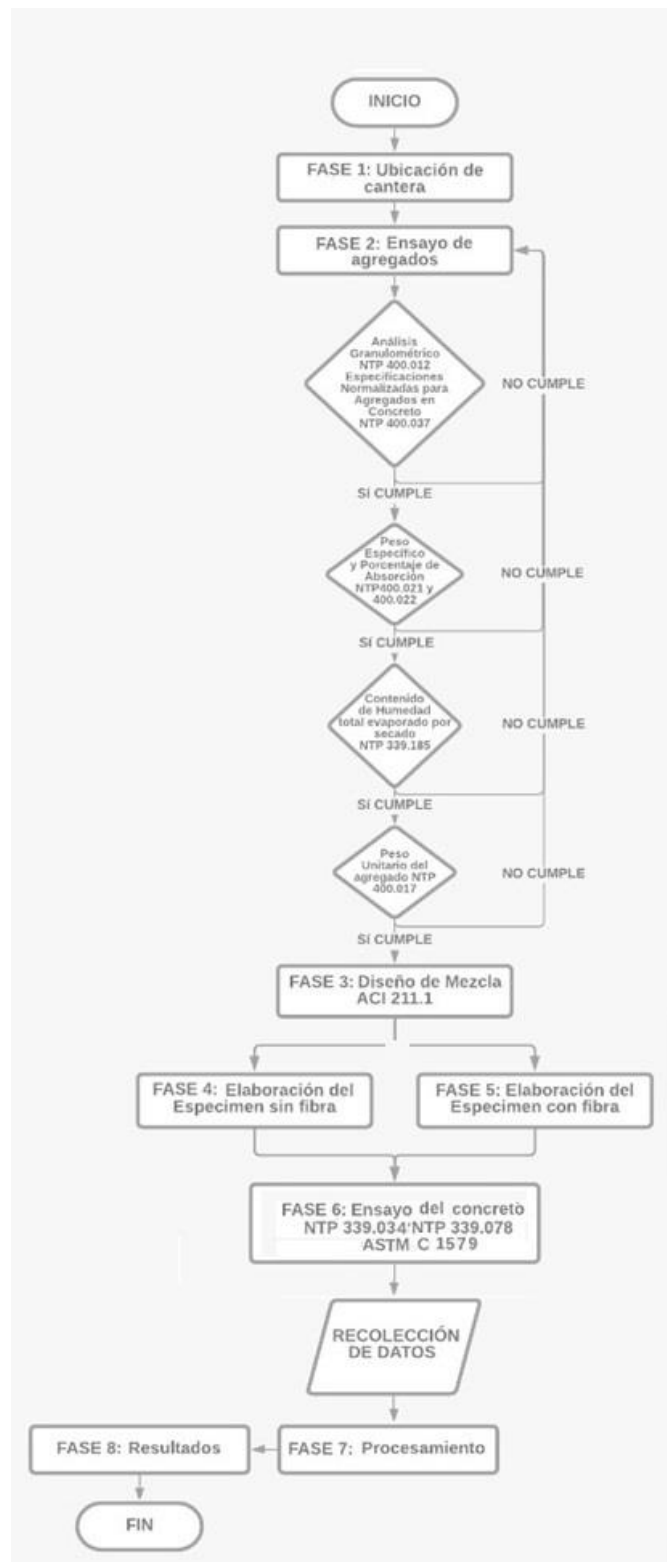 INICIO
FASE 1: Ubicación de
cantera
FASE 2: Ensayo de
agregados
Análisis
Granulométrico
NTP 400.012
Especificaciones
Normalizadas para
Agregados en
Concreto
NTP 400.037
NO CUMPLE
SÍ CUMPLE
Peso
Específico
y Porcentaje de
Absorción
NTP400.021 y
400.022
NO CUMPLE
SÍ CUMPLE
Contenido
de Humedad
total evaporado por
secado
NTP 339.185
NO CUMPLE
SÍ CUMPLE
Peso
Unitario del
agregado NTP
400.017
NO CUMPLE
SÍ CUMPLE
FASE 3: Diseño de Mezcla
ACI 211.1
FASE 4: Elaboración del
Especimen sin fibra
FASE 5: Elaboración del
Especimen con fibra
FASE 6: Ensayo del concreto
NTP 339.034 NTP 339.078
ASTM C 1579
RECOLECCIÓN
DE DATOS
FASE 8: Resultados
FASE 7: Procesamiento
FIN